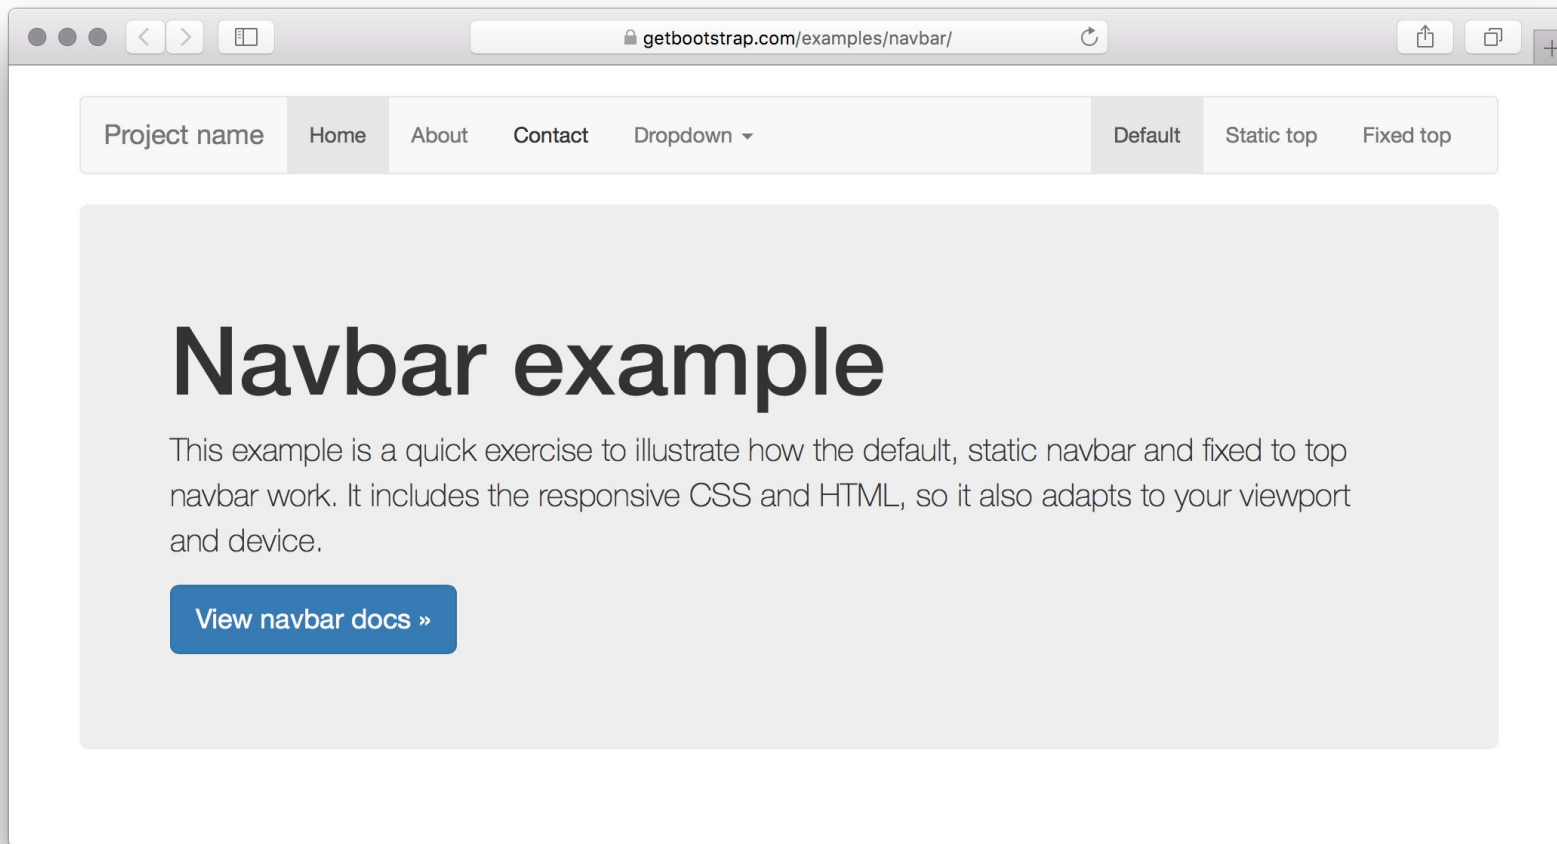 getbootstrap.com/examples/navbar/
Project name Home About Contact Dropdown Default Static top Fixed top
Navbar example
This example is a quick exercise to illustrate how the default, static navbar and fixed to top
navbar work. It includes the responsive CSS and HTML, so it also adapts to your viewport
and device.
View navbar docs »